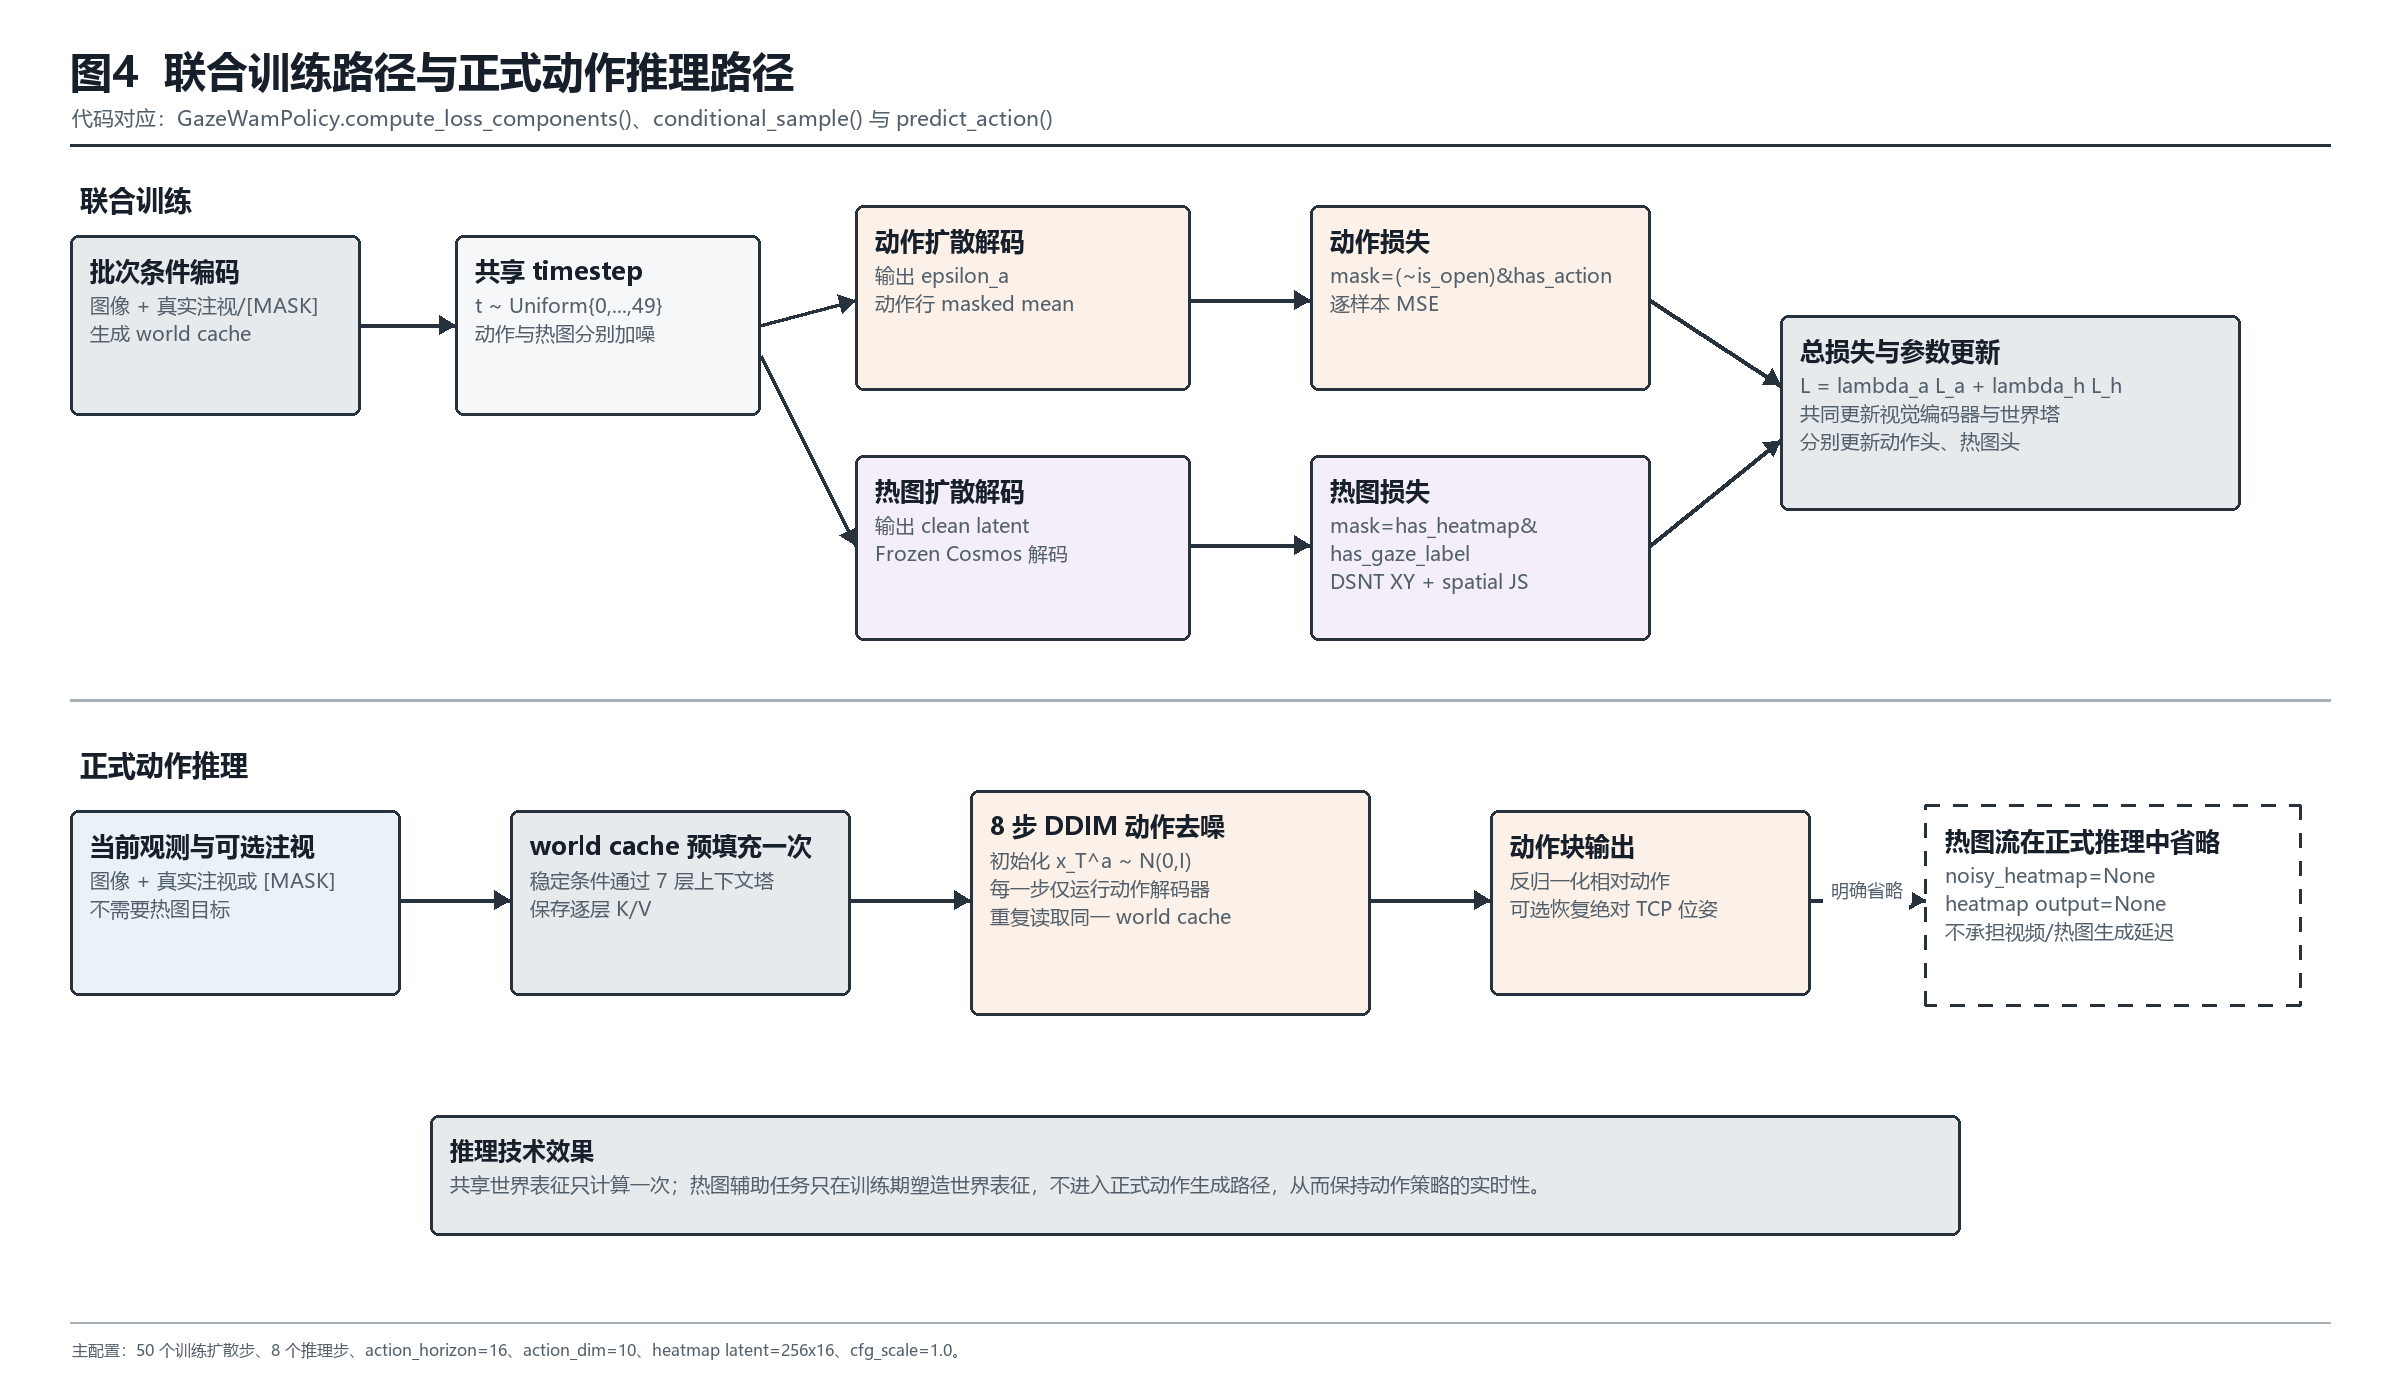 图4  联合训练路径与正式动作推理路径
代码对应：GazeWamPolicy.compute_loss_components()、conditional_sample() 与 predict_action()
联合训练
批次条件编码
图像 + 真实注视/[MASK]
生成 world cache
共享 timestep
t ~ Uniform{0,...,49}
动作与热图分别加噪
动作扩散解码
输出 epsilon_a
动作行 masked mean
动作损失
mask=(~is_open)&has_action
逐样本 MSE
热图扩散解码
输出 clean latent
Frozen Cosmos 解码
热图损失
mask=has_heatmap&
has_gaze_label
DSNT XY + spatial JS
总损失与参数更新
L = lambda_a L_a + lambda_h L_h
共同更新视觉编码器与世界塔
分别更新动作头、热图头
正式动作推理
当前观测与可选注视
图像 + 真实注视或 [MASK]
不需要热图目标
world cache 预填充一次
稳定条件通过 7 层上下文塔
保存逐层 K/V
8 步 DDIM 动作去噪
初始化 x_T^a ~ N(0,I)
每一步仅运行动作解码器
重复读取同一 world cache
动作块输出
反归一化相对动作
可选恢复绝对 TCP 位姿
明确省略
热图流在正式推理中省略
noisy_heatmap=None
heatmap output=None
不承担视频/热图生成延迟
推理技术效果
共享世界表征只计算一次；热图辅助任务只在训练期塑造世界表征，不进入正式动作生成路径，从而保持动作策略的实时性。
主配置：50 个训练扩散步、8 个推理步、action_horizon=16、action_dim=10、heatmap latent=256x16、cfg_scale=1.0。